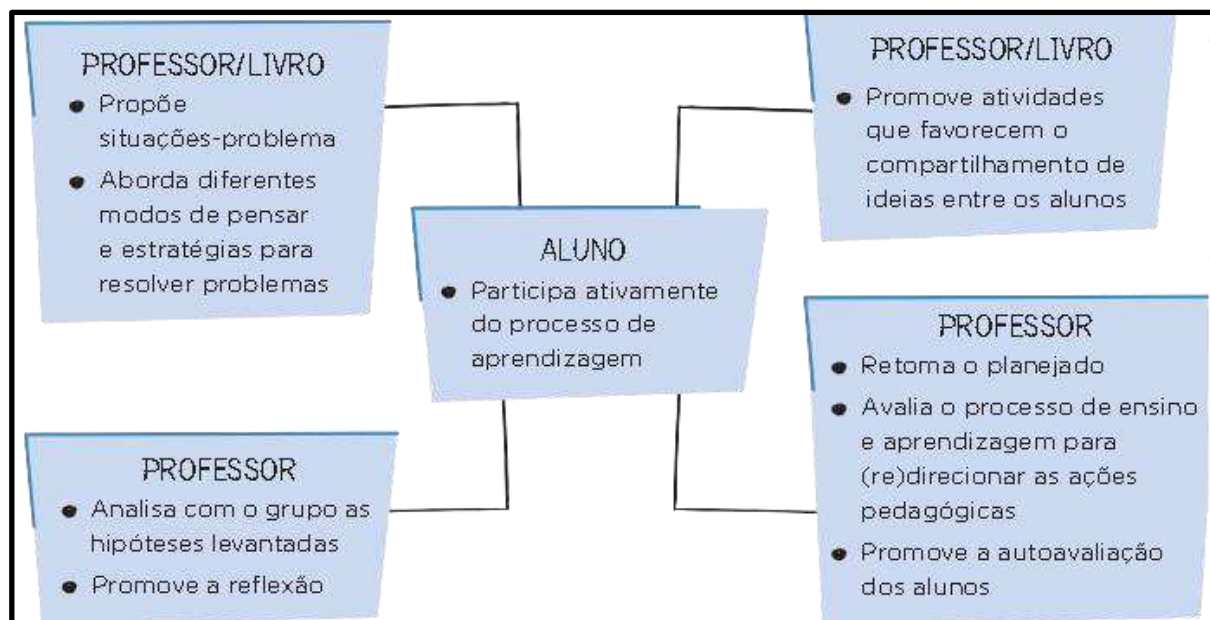 PROFESSOR/LIVRO
● Propõe
situações-problema
● Aborda diferentes
modos de pensar
e estratégias para
resolver problemas
PROFESSOR/LIVRO
● Promove atividades
que favorecem o
compartilhamento de
ideias entre os alunos
ALUNO
● Participa ativamente
do processo de
aprendizagem
PROFESSOR
● Analisa com o grupo as
hipóteses levantadas
● Promove a reflexão
PROFESSOR
● Retoma o planejado
● Avalia o processo de ensino
e aprendizagem para
(re)direcionar as ações
pedagógicas
● Promove a autoavaliação
dos alunos